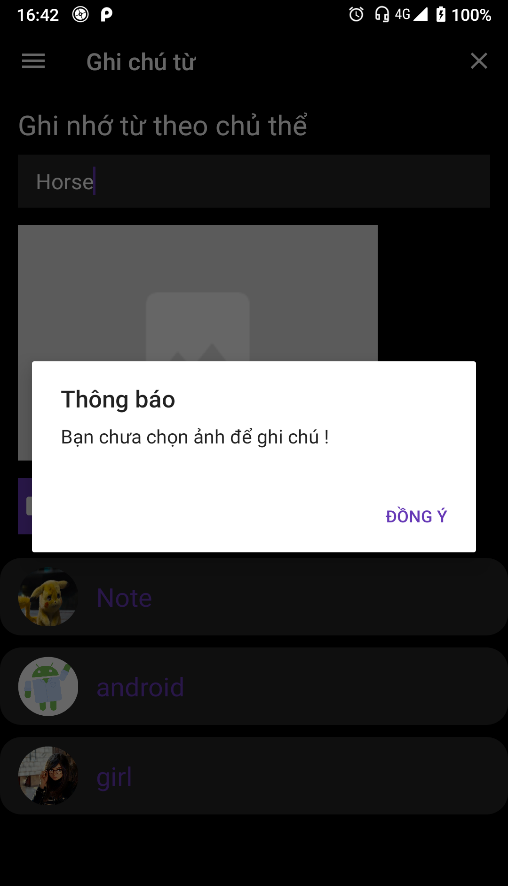 16:42
4G
100%
Ghi chú từ
Ghi nhớ từ theo chủ thể
Horse
Thông báo
Bạn chưa chọn ảnh để ghi chú !
ĐỒNG Ý
Note
android
girl